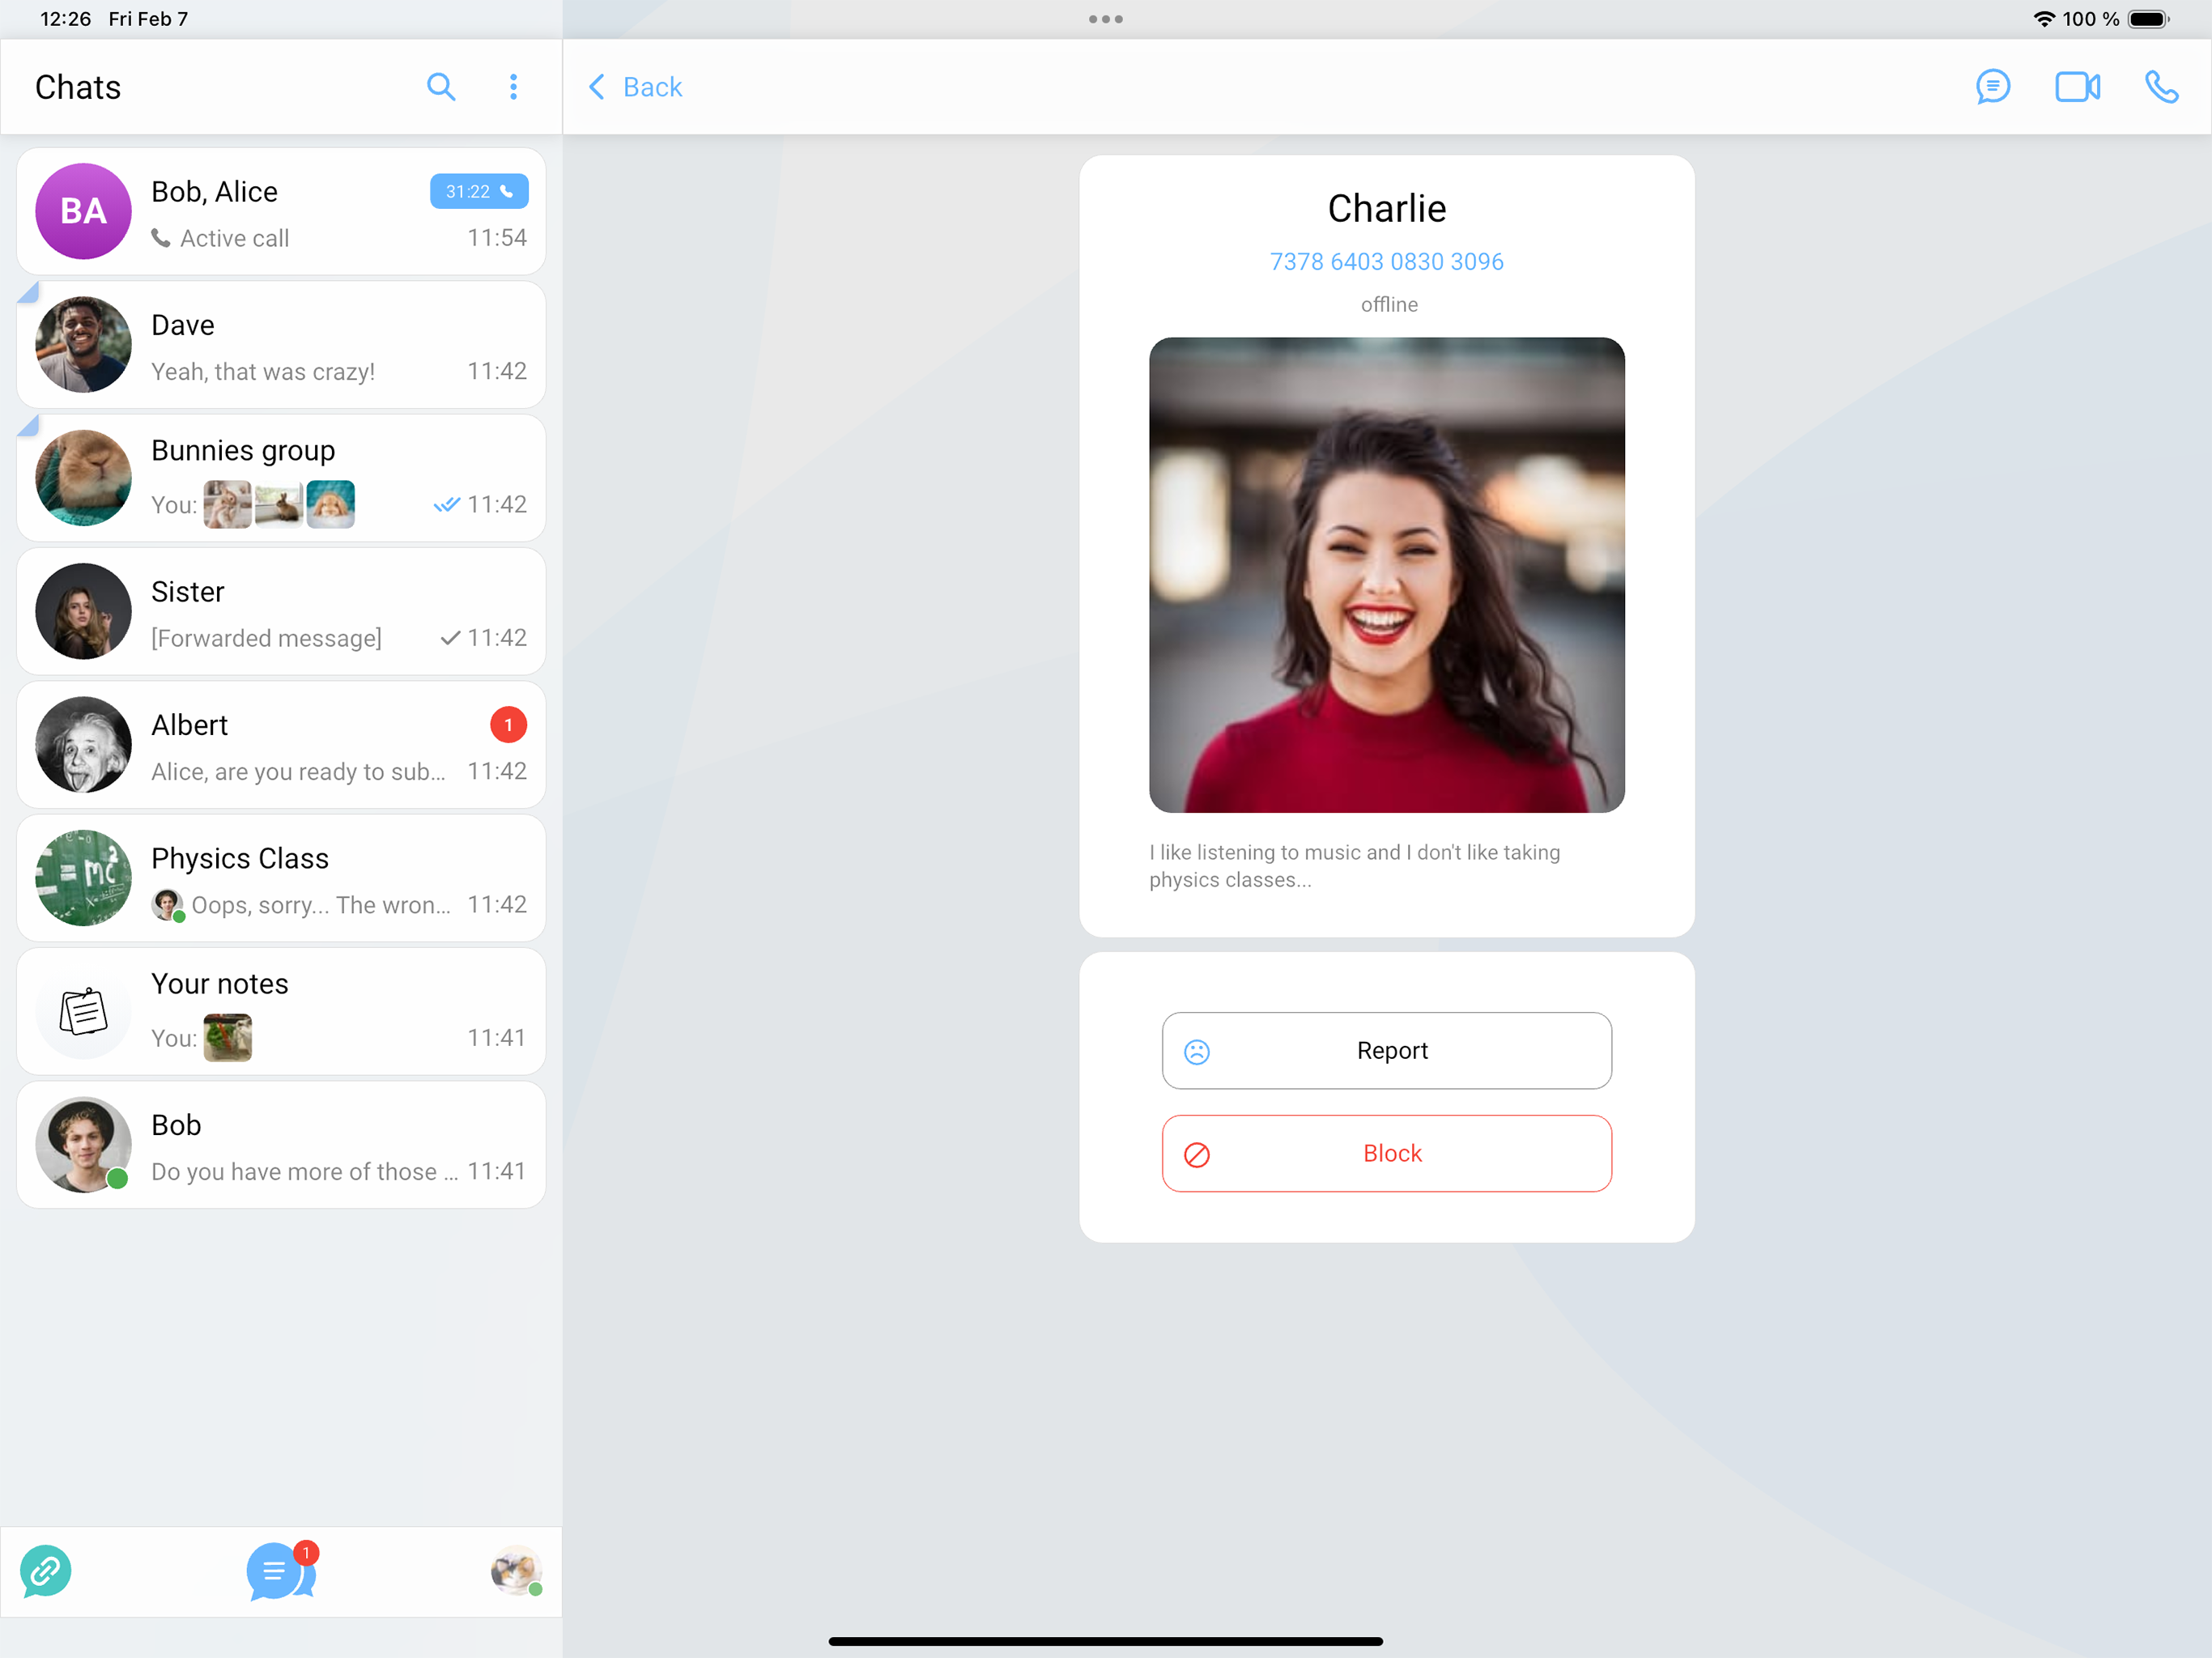 12:26 Fri Feb 7
100 %
Chats
Back
BA
Bob, Alice
31:22
Active call
11:54
Dave
Yeah, that was crazy!
11:42
Bunnies group
You:
11:42
Sister
[Forwarded message]
11:42
Albert
1
Alice, are you ready to sub...
11:42
= mc²
Physics Class
Oops, sorry... The wron...
11:42
Your notes
You:
11:41
Bob
Do you have more of those ...
11:41
1
Charlie
7378 6403 0830 3096
offline
I like listening to music and I don't like taking
physics classes...
Report
Block